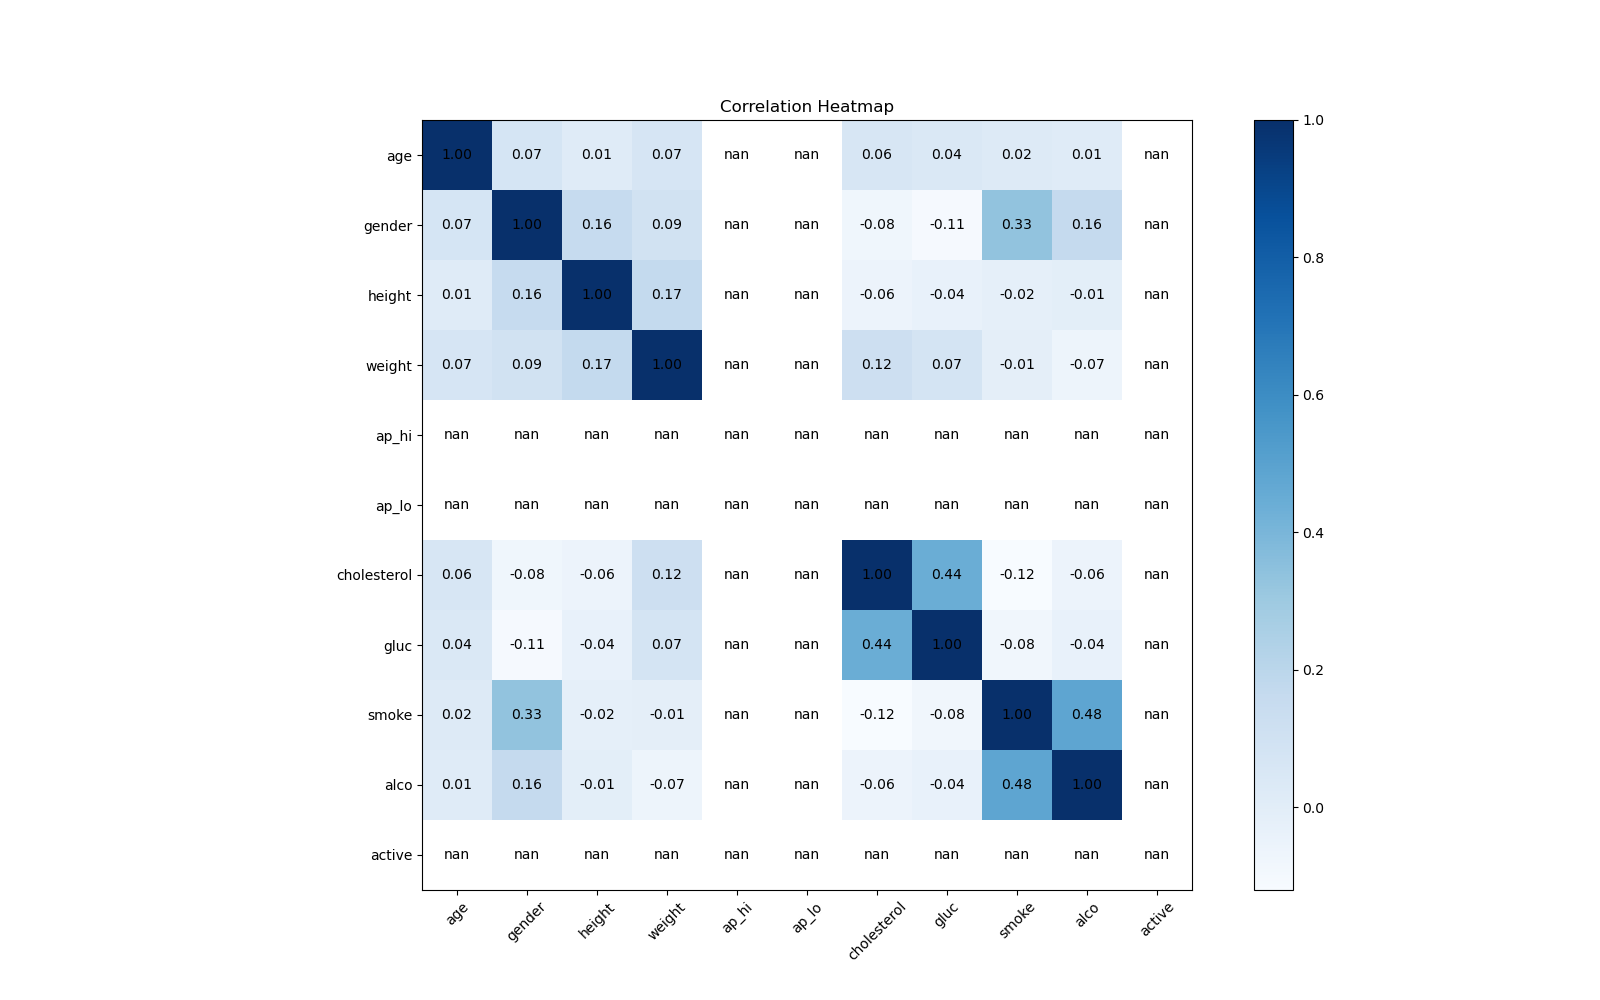 Correlation Heatmap
age 1.00 0.07 0.01 0.07 nan nan 0.06 0.04 0.02 0.01 nan
gender 0.07 1.00 0.16 0.09 nan nan -0.08 -0.11 0.33 0.16 nan
height 0.01 0.16 1.00 0.17 nan nan -0.06 -0.04 -0.02 -0.01 nan
weight 0.07 0.09 0.17 1.00 nan nan 0.12 0.07 -0.01 -0.07 nan
ap_hi nan nan nan nan nan nan nan nan nan nan nan
ap_lo nan nan nan nan nan nan nan nan nan nan nan
cholesterol 0.06 -0.08 -0.06 0.12 nan nan 1.00 0.44 -0.12 -0.06 nan
gluc 0.04 -0.11 -0.04 0.07 nan nan 0.44 1.00 -0.08 -0.04 nan
smoke 0.02 0.33 -0.02 -0.01 nan nan -0.12 -0.08 1.00 0.48 nan
alco 0.01 0.16 -0.01 -0.07 nan nan -0.06 -0.04 0.48 1.00 nan
active nan nan nan nan nan nan nan nan nan nan nan
age gender height weight ap_hi ap_lo cholesterol gluc smoke alco active
1.0
0.8
0.6
0.4
0.2
0.0